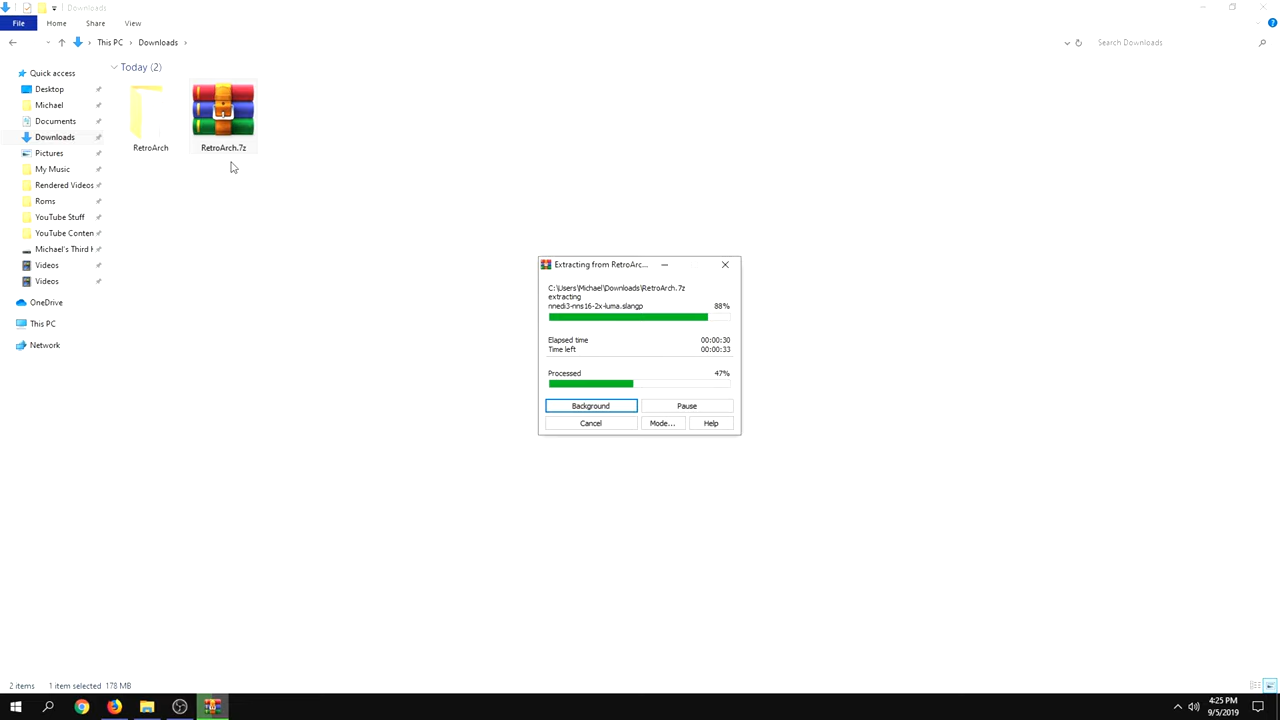 Downloads
File Home Share View
This PC Downloads
Search Downloads
Quick access
Desktop
Michael
Documents
Downloads
Pictures
My Music
Rendered Videos
Roms
YouTube Stuff
YouTube Conten
Michael's Third H
Videos
Videos
OneDrive
This PC
Network
Today (2)
RetroArch
RetroArch.7z
Extracting from RetroArc...
C:\Users\Michael\Downloads\RetroArch.7z
extracting
nnedi3-nns16-2x-luma.slangp 88%
Elapsed time 00:00:30
Time left 00:00:33
Processed 47%
Background Pause
Cancel Mode... Help
2 items 1 item selected 178 MB
4:25 PM
9/5/2019